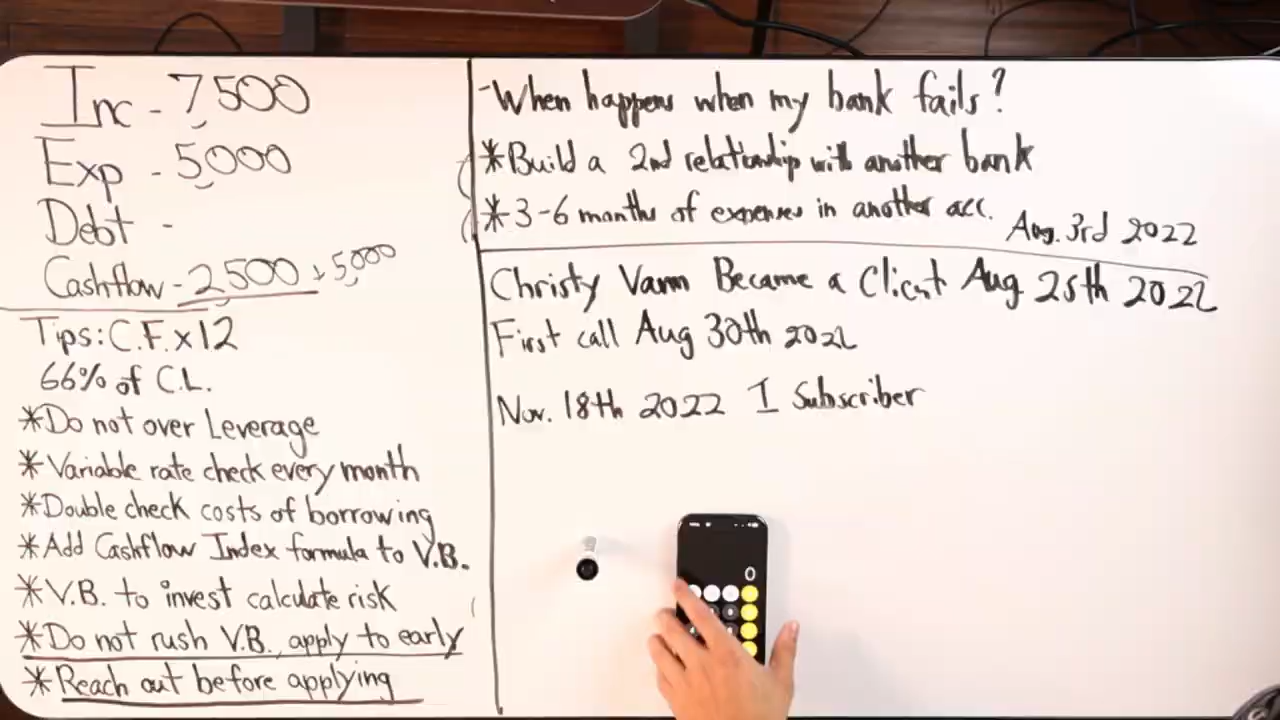 Inc - 7,500
Exp - 5,000
Debt -
Cashflow - 2,500 + 5,000
Tips: C.F. x 12
66% of C.L.
*Do not over Leverage
*Variable rate check every month
*Double check costs of borrowing
*Add Cashflow Index formula to V.B.
*V.B. to invest calculate risk
*Do not rush V.B., apply to early
*Reach out before applying
-When happens when my bank fails?
*Build a 2nd relationship with another bank
*3-6 months of expenses in another acc.
Aug. 3rd 2022
Christy Vann Became a Client Aug 25th 2022
First call Aug 30th 2022
Nov. 18th 2022 I Subscriber
0